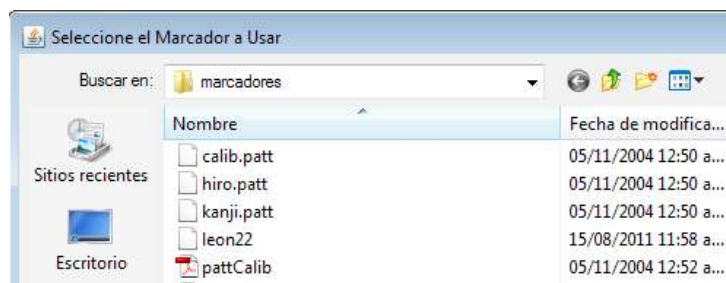 Seleccione el Marcador a Usar
Buscar en: marcadores
Nombre Fecha de modifica...
calib.patt 05/11/2004 12:50 a...
hiro.patt 05/11/2004 12:50 a...
kanji.patt 05/11/2004 12:50 a...
leon22 15/08/2011 11:58 a...
pattCalib 05/11/2004 12:52 a...
Sitios recientes
Escritorio